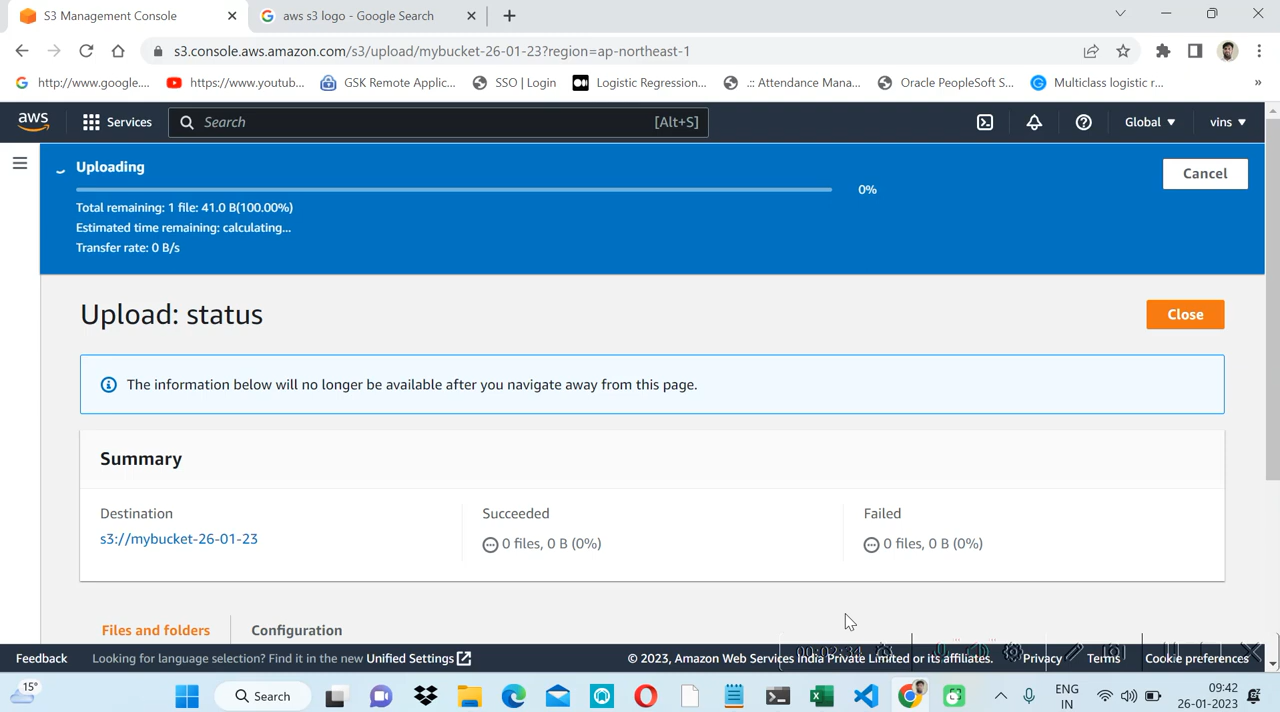 S3 Management Console
aws s3 logo - Google Search
s3.console.aws.amazon.com/s3/upload/mybucket-26-01-23?region=ap-northeast-1
http://www.google....
https://www.youtub...
GSK Remote Applic...
SSO | Login
Logistic Regression...
.:: Attendance Mana...
Oracle PeopleSoft S...
Multiclass logistic r...
»
aws
Services
Search
[Alt+S]
Global
vins
Uploading
0%
Cancel
Total remaining: 1 file: 41.0 B(100.00%)
Estimated time remaining: calculating...
Transfer rate: 0 B/s
Upload: status
Close
The information below will no longer be available after you navigate away from this page.
Summary
Destination
Succeeded
Failed
s3://mybucket-26-01-23
0 files, 0 B (0%)
0 files, 0 B (0%)
Files and folders
Configuration
00:02:34
Feedback
Looking for language selection? Find it in the new Unified Settings
© 2023, Amazon Web Services India Private Limited or its affiliates.
Privacy
Terms
Cookie preferences
15°
Search
ENG
IN
09:42
26-01-2023